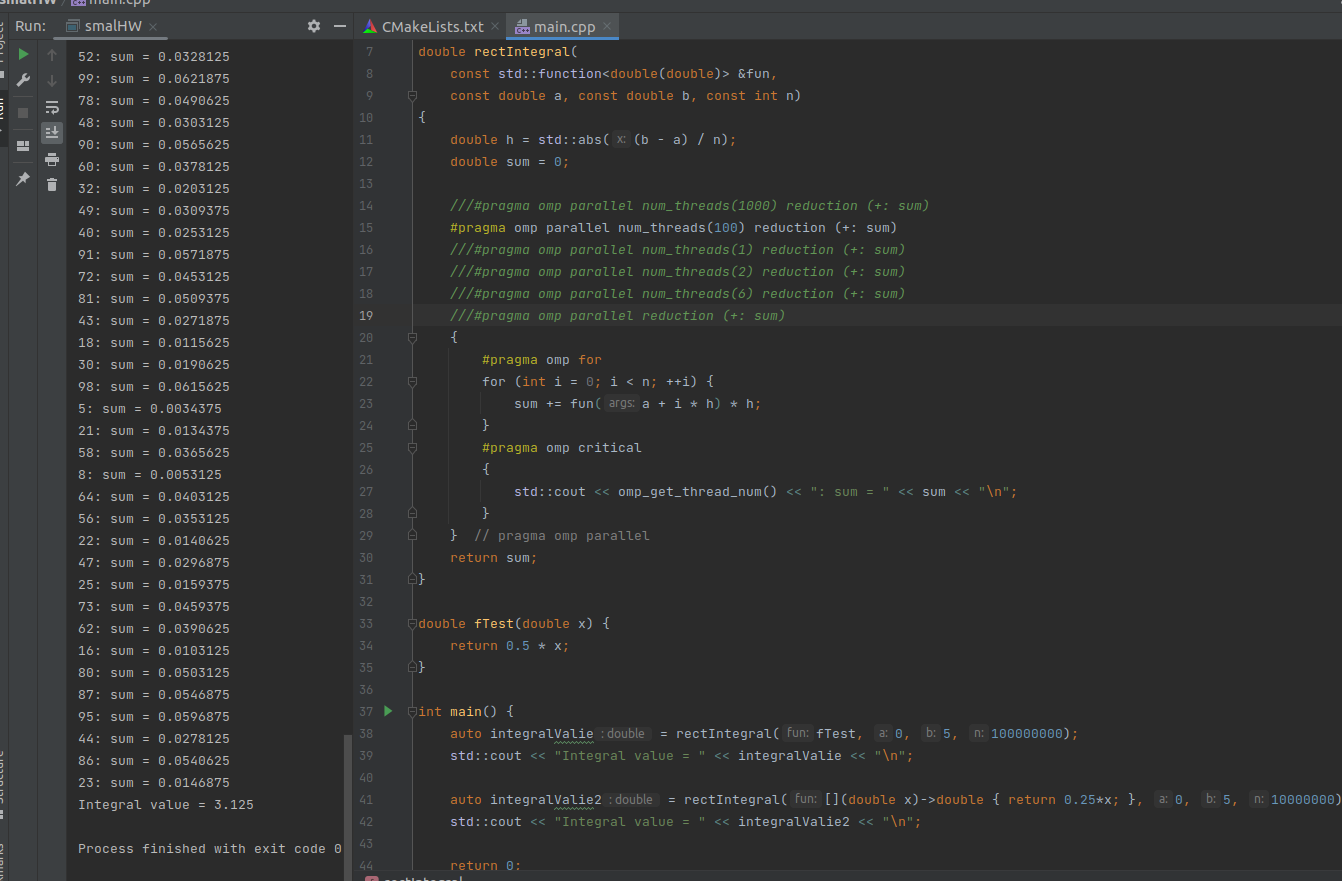 smalHW / main.cpp
Run: smalHW
52: sum = 0.0328125
99: sum = 0.0621875
78: sum = 0.0490625
48: sum = 0.0303125
90: sum = 0.0565625
60: sum = 0.0378125
32: sum = 0.0203125
49: sum = 0.0309375
40: sum = 0.0253125
91: sum = 0.0571875
72: sum = 0.0453125
81: sum = 0.0509375
43: sum = 0.0271875
18: sum = 0.0115625
30: sum = 0.0190625
98: sum = 0.0615625
5: sum = 0.0034375
21: sum = 0.0134375
58: sum = 0.0365625
8: sum = 0.0053125
64: sum = 0.0403125
56: sum = 0.0353125
22: sum = 0.0140625
47: sum = 0.0296875
25: sum = 0.0159375
73: sum = 0.0459375
62: sum = 0.0390625
16: sum = 0.0103125
80: sum = 0.0503125
87: sum = 0.0546875
95: sum = 0.0596875
44: sum = 0.0278125
86: sum = 0.0540625
23: sum = 0.0146875
Integral value = 3.125
Process finished with exit code 0
CMakeLists.txt main.cpp
7 double rectIntegral(
8 const std::function<double(double)> &fun,
9 const double a, const double b, const int n)
10 {
11 double h = std::abs( x: (b - a) / n);
12 double sum = 0;
13
14 ///#pragma omp parallel num_threads(1000) reduction (+: sum)
15 #pragma omp parallel num_threads(100) reduction (+: sum)
16 ///#pragma omp parallel num_threads(1) reduction (+: sum)
17 ///#pragma omp parallel num_threads(2) reduction (+: sum)
18 ///#pragma omp parallel num_threads(6) reduction (+: sum)
19 ///#pragma omp parallel reduction (+: sum)
20 {
21 #pragma omp for
22 for (int i = 0; i < n; ++i) {
23 sum += fun( args: a + i * h) * h;
24 }
25 #pragma omp critical
26 {
27 std::cout << omp_get_thread_num() << ": sum = " << sum << "\n";
28 }
29 } // pragma omp parallel
30 return sum;
31 }
32
33 double fTest(double x) {
34 return 0.5 * x;
35 }
36
37 int main() {
38 auto integralValie : double = rectIntegral( fun: fTest, a: 0, b: 5, n: 100000000);
39 std::cout << "Integral value = " << integralValie << "\n";
40
41 auto integralValie2 : double = rectIntegral( fun: [](double x)->double { return 0.25*x; }, a: 0, b: 5, n: 10000000)
42 std::cout << "Integral value = " << integralValie2 << "\n";
43
44 return 0;
rectIntegral